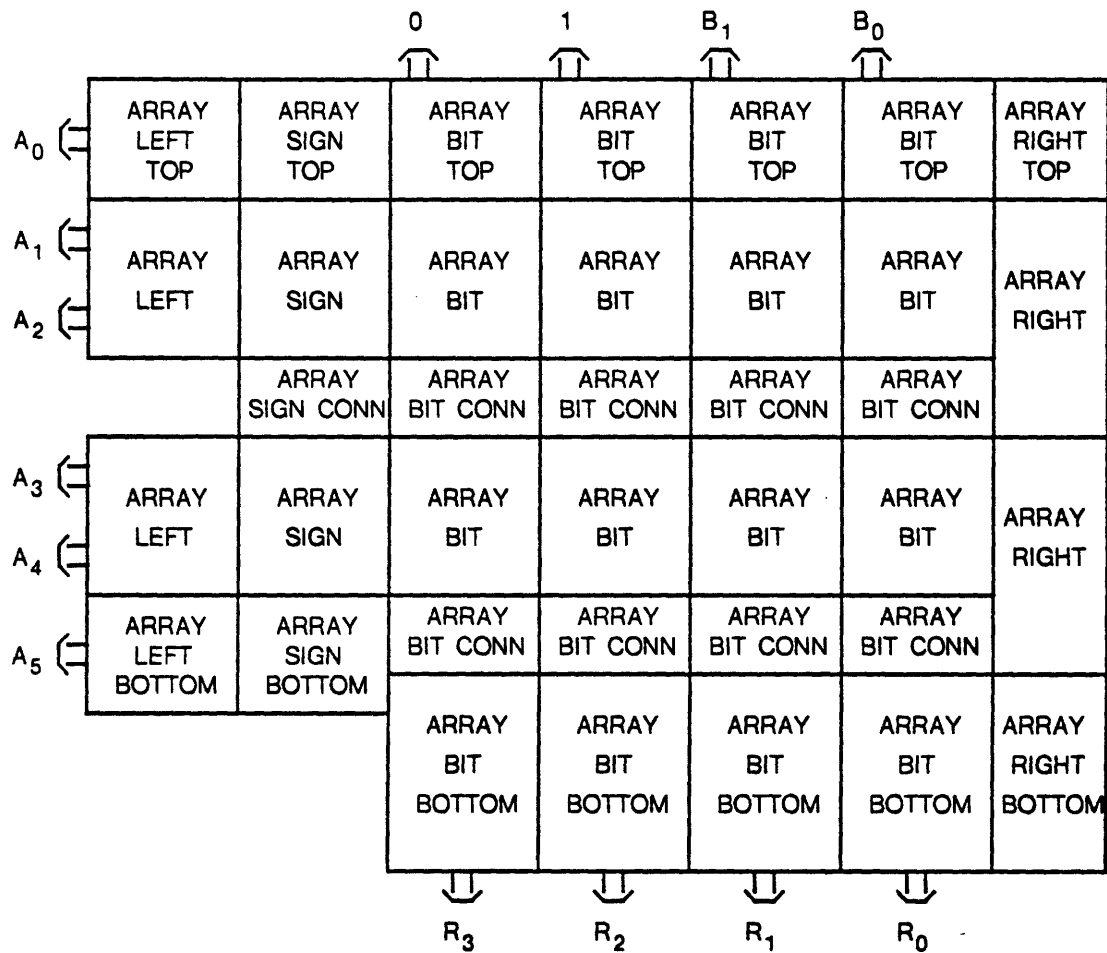 0 1 B1 B0
A0
ARRAY LEFT TOP
ARRAY SIGN TOP
ARRAY BIT TOP
ARRAY BIT TOP
ARRAY BIT TOP
ARRAY BIT TOP
ARRAY RIGHT TOP
A1
A2
ARRAY LEFT
ARRAY SIGN
ARRAY BIT
ARRAY BIT
ARRAY BIT
ARRAY BIT
ARRAY RIGHT
ARRAY SIGN CONN
ARRAY BIT CONN
ARRAY BIT CONN
ARRAY BIT CONN
ARRAY BIT CONN
A3
A4
ARRAY LEFT
ARRAY SIGN
ARRAY BIT
ARRAY BIT
ARRAY BIT
ARRAY BIT
ARRAY RIGHT
A5
ARRAY LEFT BOTTOM
ARRAY SIGN BOTTOM
ARRAY BIT CONN
ARRAY BIT CONN
ARRAY BIT CONN
ARRAY BIT CONN
ARRAY BIT BOTTOM
ARRAY BIT BOTTOM
ARRAY BIT BOTTOM
ARRAY BIT BOTTOM
ARRAY RIGHT BOTTOM
R3 R2 R1 R0